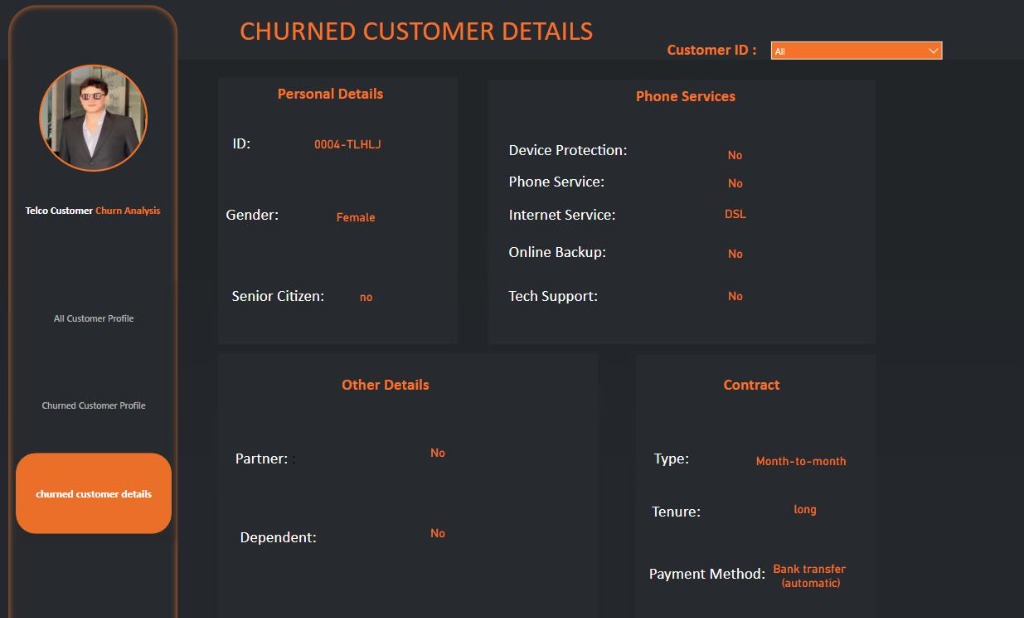 CHURNED CUSTOMER DETAILS
Customer ID :
All
Telco Customer Churn Analysis
All Customer Profile
Churned Customer Profile
churned customer details
Personal Details
ID: 0004-TLHLJ
Gender: Female
Senior Citizen: no
Phone Services
Device Protection: No
Phone Service: No
Internet Service: DSL
Online Backup: No
Tech Support: No
Other Details
Partner: No
Dependent: No
Contract
Type: Month-to-month
Tenure: long
Payment Method: Bank transfer
(automatic)